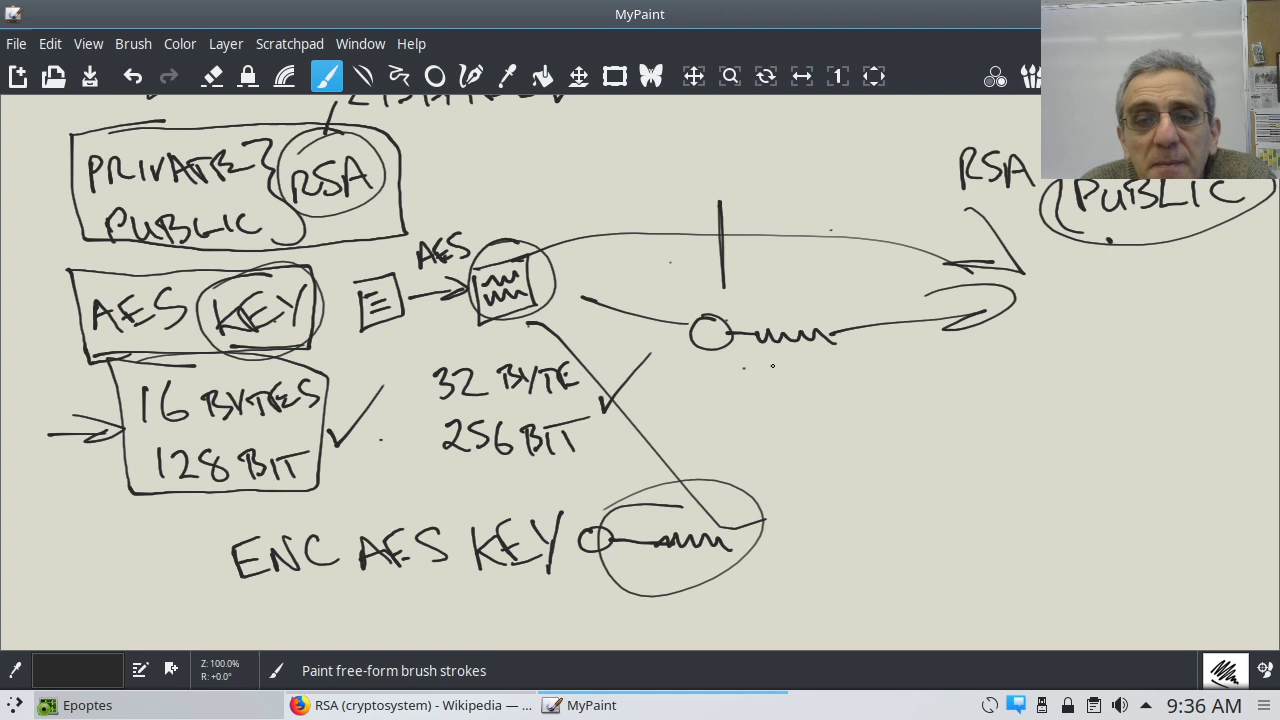 MyPaint
File Edit View Brush Color Layer Scratchpad Window Help
PRIVATE
PUBLIC
RSA
RSA
PUBLIC
AES
AES KEY
16 BYTES
128 BIT
32 BYTE
256 BIT
ENC AES KEY
Z: 100.0%
R: +0.0°
Paint free-form brush strokes
Epoptes
RSA (cryptosystem) - Wikipedia — ...
MyPaint
9:36 AM